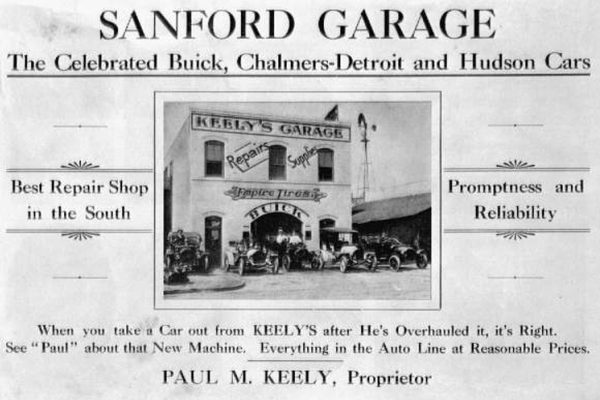 SANFORD GARAGE
The Celebrated Buick, Chalmers-Detroit and Hudson Cars
KEELY'S GARAGE
Repairs
Supplies
Empire Tires
BUICK
Best Repair Shop
in the South
Promptness and
Reliability
When you take a Car out from KEELY'S after He's Overhauled it, it's Right.
See "Paul" about that New Machine. Everything in the Auto Line at Reasonable Prices.
PAUL M. KEELY, Proprietor